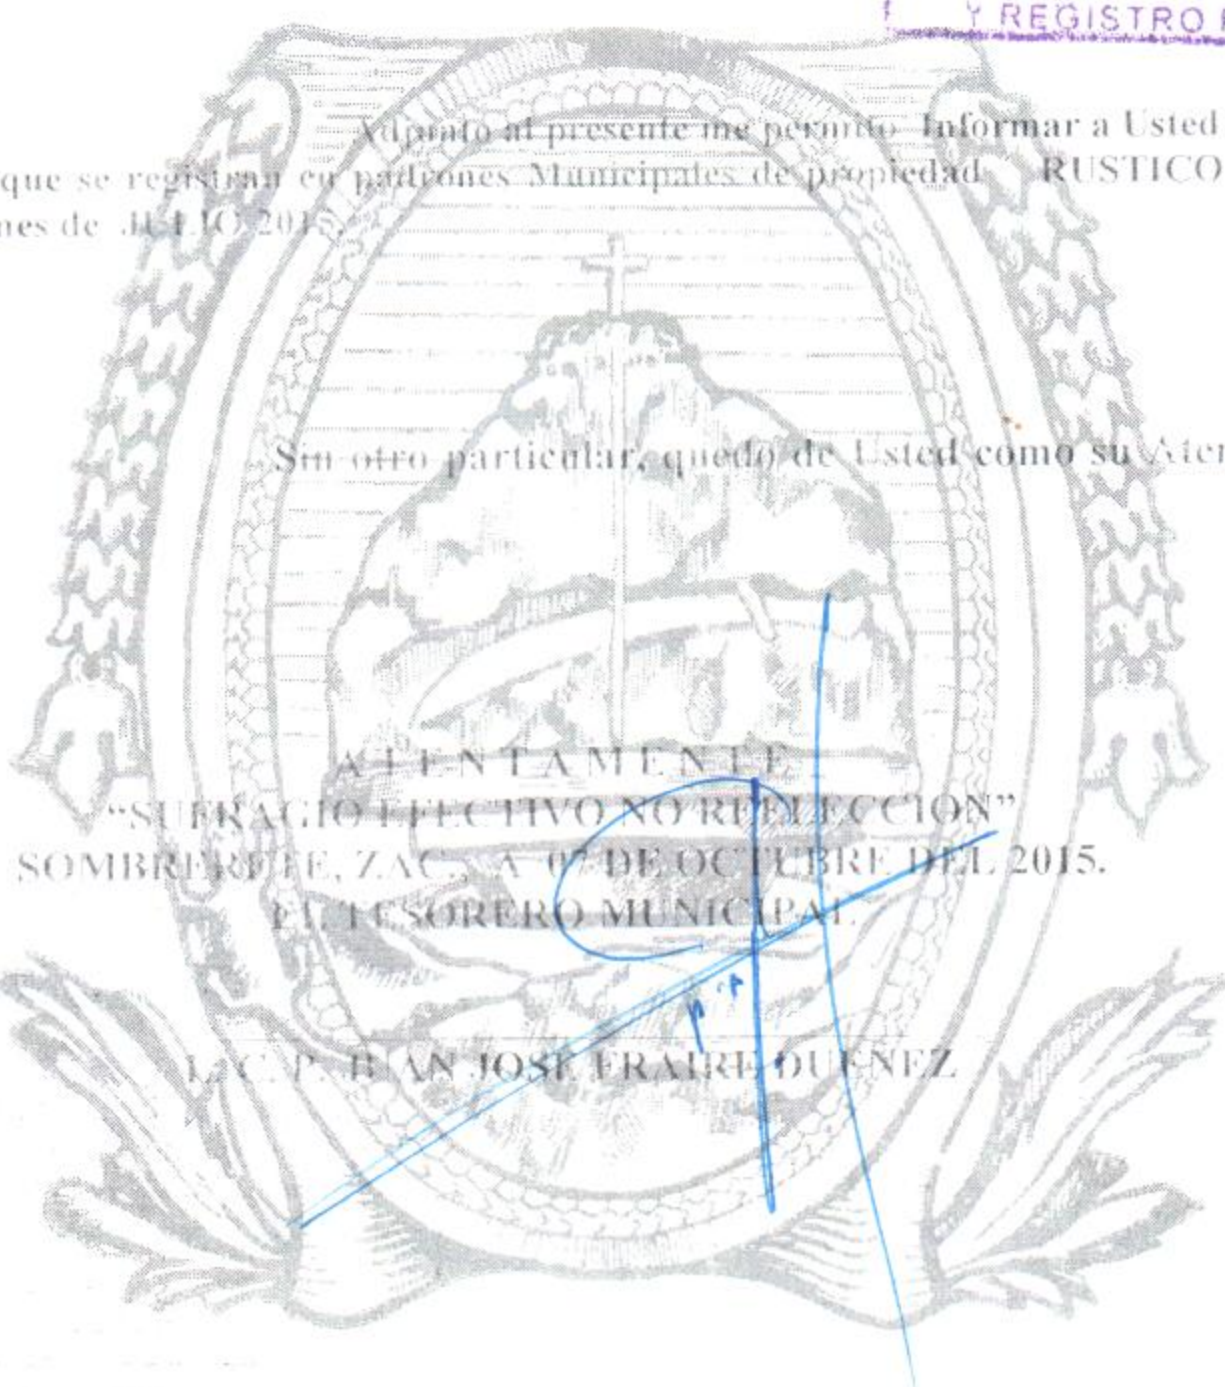 Y REGISTRO
Adjunto al presente me permito Informar a Usted
que se registran en padrones Municipales de propiedad RUSTICO
mes de JULIO 2015.
Sin otro particular, quedo de Usted como su
A T E N T A M E N T E
“SUFRAGIO EFECTIVO NO REELECCION”
SOMBRERETE, ZAC., A 07 DE OCTUBRE DEL 2015.
EL TESORERO MUNICIPAL
L. C. P. JUAN JOSE FRAIRE DUEÑEZ